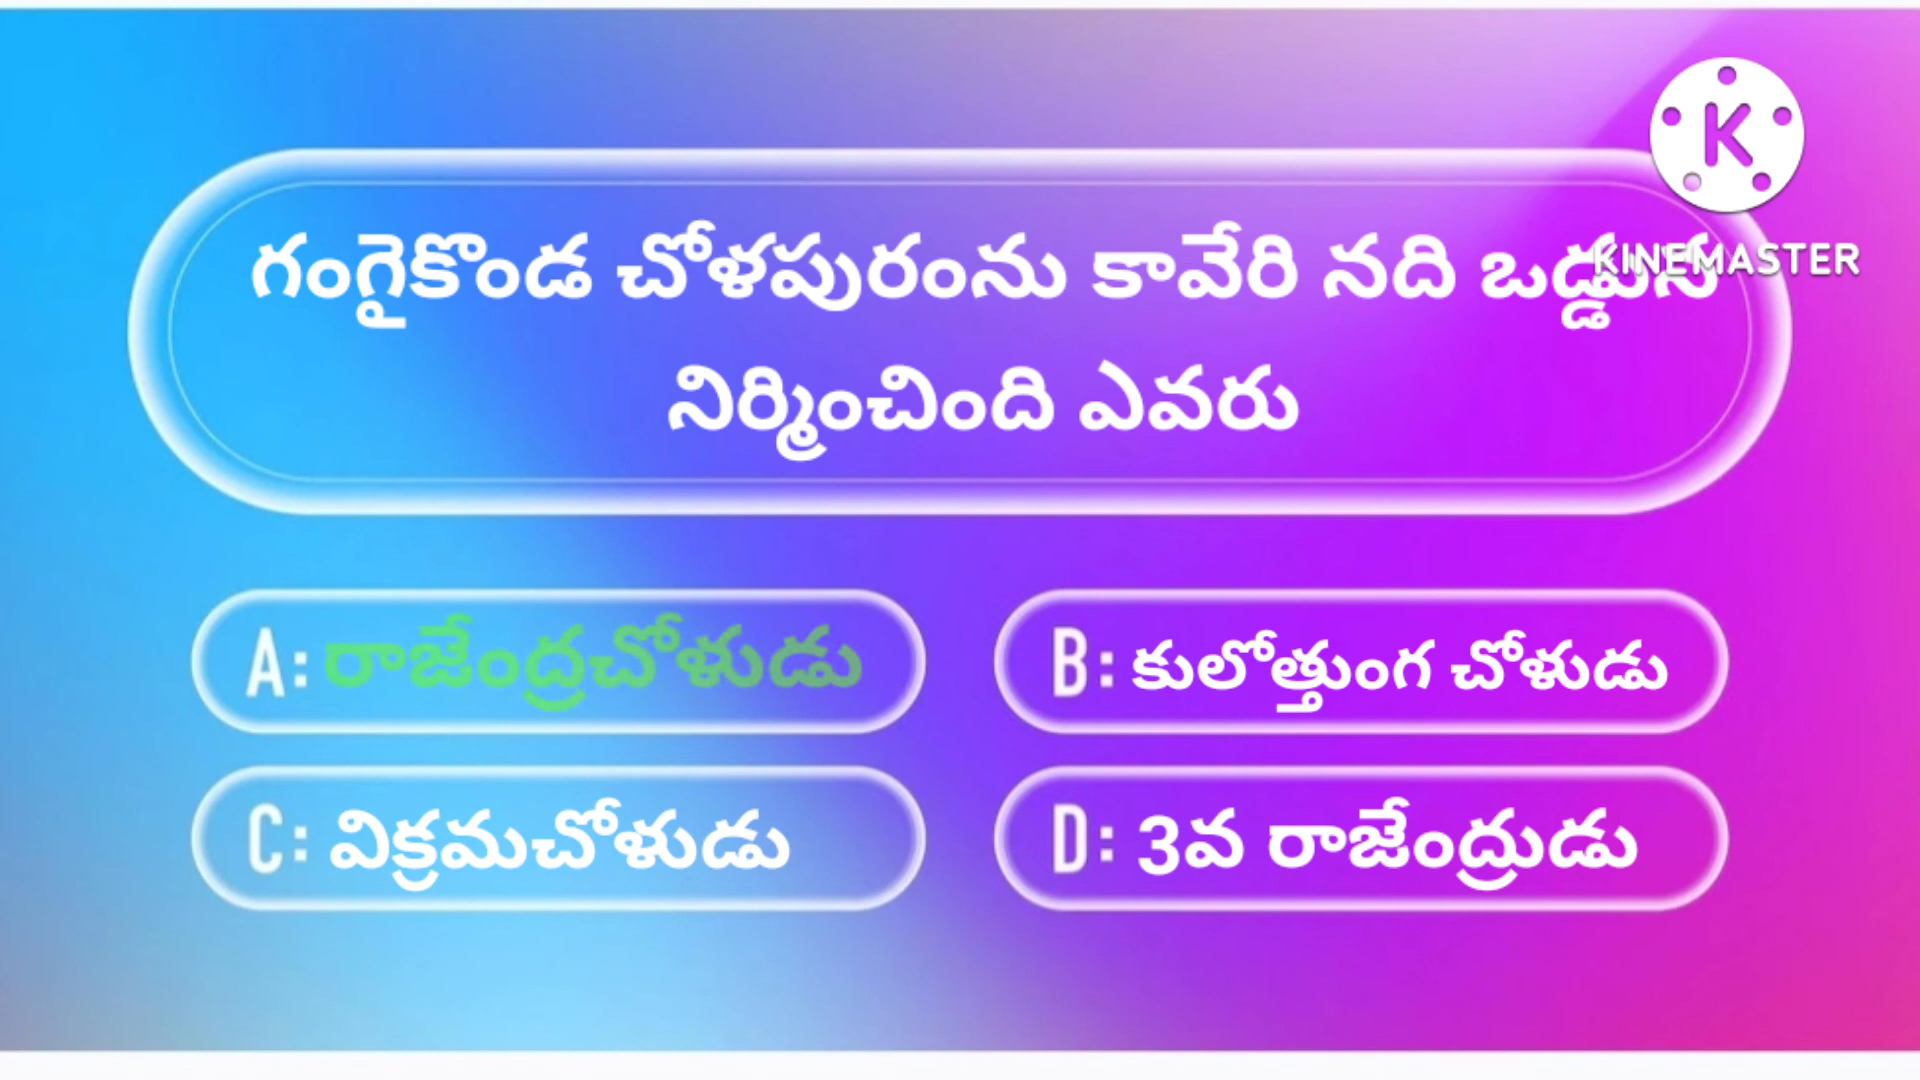 గంగైకొండ చోళపురంను కావేరి నది ఒడ్డున
నిర్మించింది ఎవరు
K
KINEMASTER
A: రాజేంద్రచోళుడు
B: కులోత్తుంగ చోళుడు
C: విక్రమచోళుడు
D: 3వ రాజేంద్రుడు